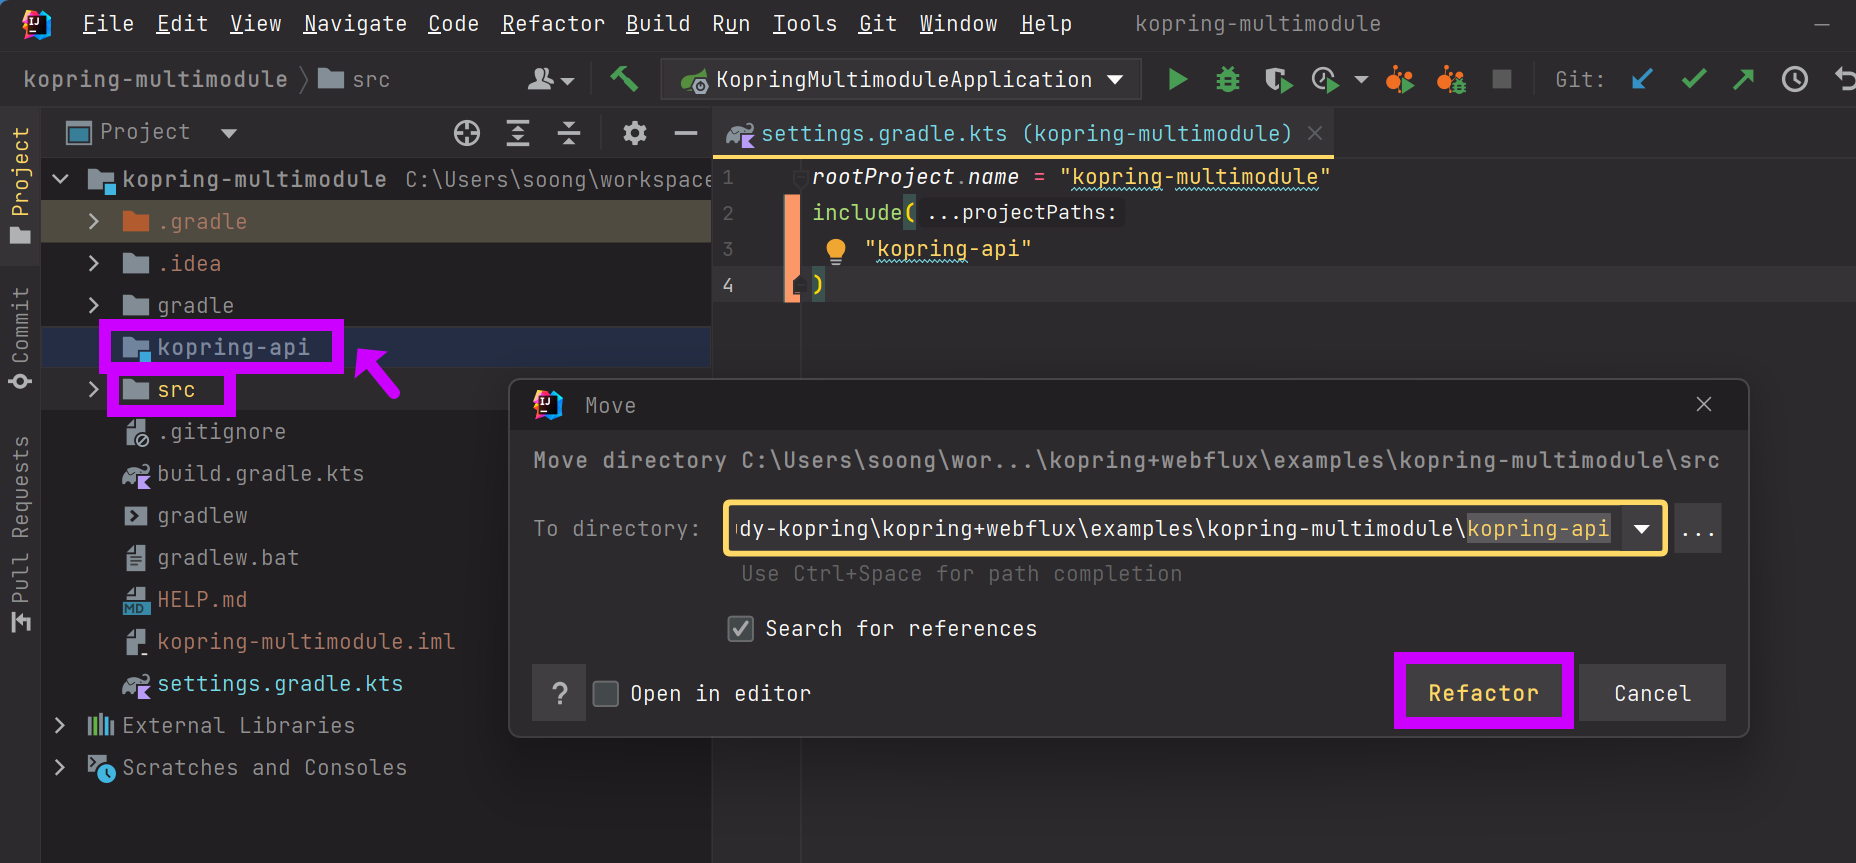 File Edit View Navigate Code Refactor Build Run Tools Git Window Help kopring-multimodule
kopring-multimodule src KopringMultimoduleApplication Git:
Project
settings.gradle.kts (kopring-multimodule)
Project
Commit
Pull Requests
kopring-multimodule C:\Users\soong\workspace
.gradle
.idea
gradle
kopring-api
src
.gitignore
build.gradle.kts
gradlew
gradlew.bat
HELP.md
kopring-multimodule.iml
settings.gradle.kts
External Libraries
Scratches and Consoles
1 rootProject.name = "kopring-multimodule"
2 include( ...projectPaths:
3 "kopring-api"
4 )
Move
Move directory C:\Users\soong\wor...\kopring+webflux\examples\kopring-multimodule\src
To directory: dy-kopring\kopring+webflux\examples\kopring-multimodule\kopring-api ...
Use Ctrl+Space for path completion
Search for references
? Open in editor Refactor Cancel